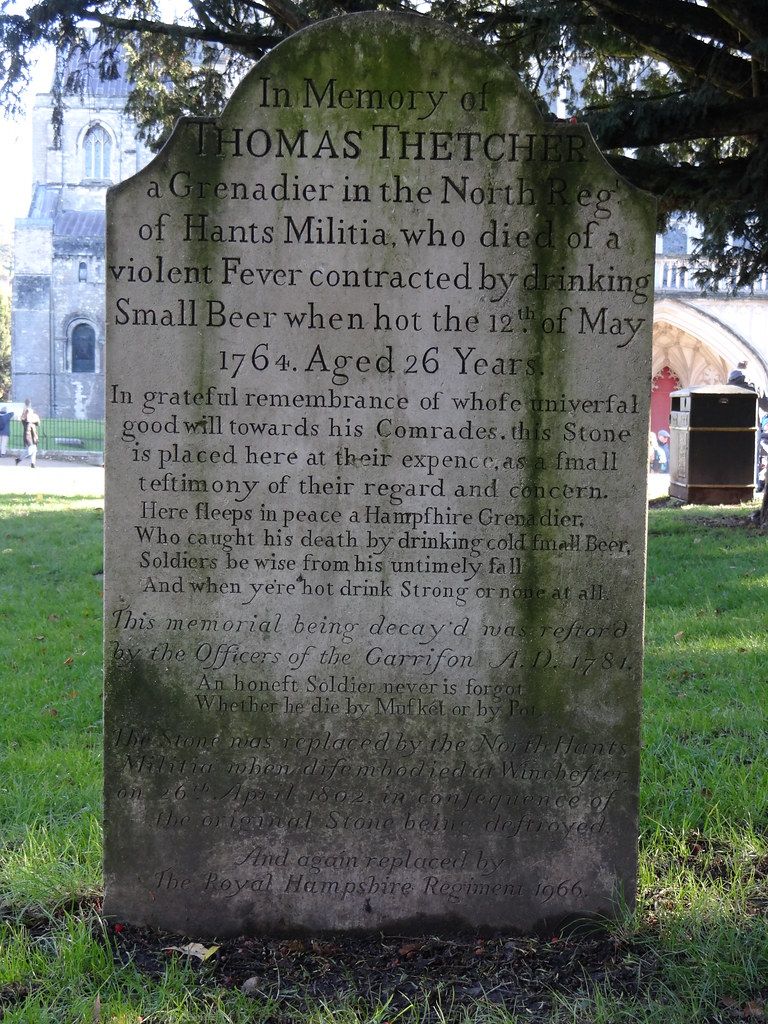 In Memory of
THOMAS THETCHER
a Grenadier in the North Regt.
of Hants Militia, who died of a
violent Fever contracted by drinking
Small Beer when hot the 12th. of May
1764. Aged 26 Years.
In grateful remembrance of whoſe univerſal
good will towards his Comrades, this Stone
is placed here at their expence, as a ſmall
teſtimony of their regard and concern.
Here ſleeps in peace a Hampſhire Grenadier,
Who caught his death by drinking cold ſmall Beer,
Soldiers be wise from his untimely fall
And when ye're hot drink Strong or none at all.
This memorial being decay'd was reſtor'd
by the Officers of the Garriſon A.D. 1781.
An honeſt Soldier never is forgot
Whether he die by Muſket or by Pot.
The Stone was replaced by the North Hants
Militia when diſembodied at Wincheſter,
on 26th. April 1802, in conſequence of
the original Stone being deſtroyed.
And again replaced by
The Royal Hampshire Regiment 1966.